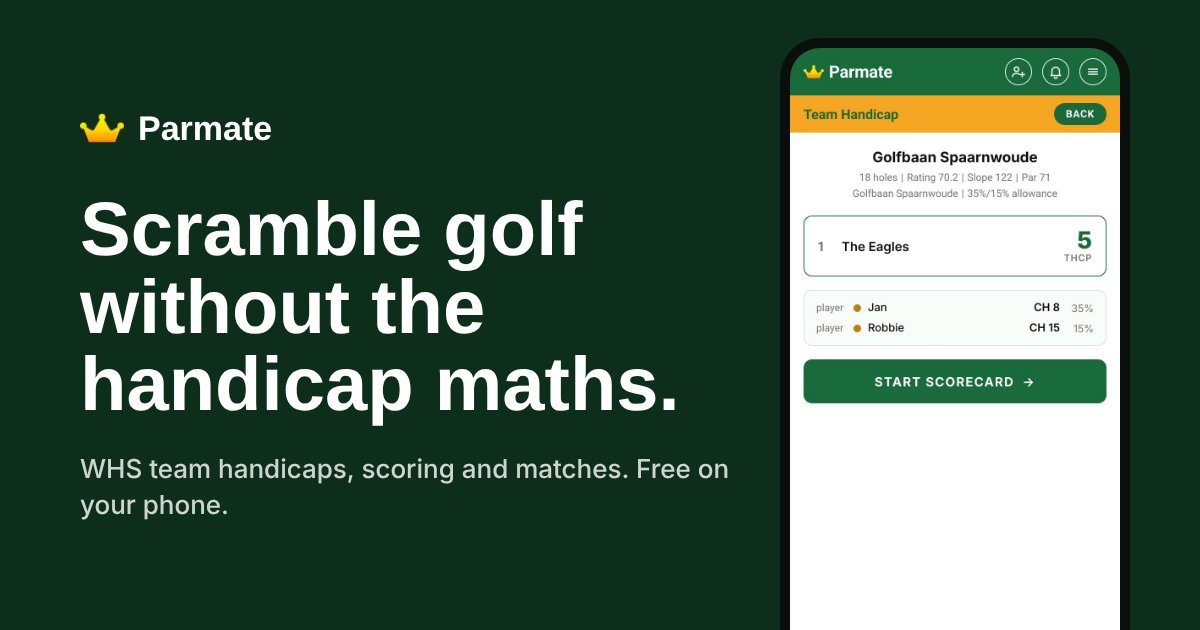 Parmate
Scramble golf
without the
handicap maths.
WHS team handicaps, scoring and matches. Free on
your phone.
Parmate
Team Handicap
BACK
Golfbaan Spaarnwoude
18 holes | Rating 70.2 | Slope 122 | Par 71
Golfbaan Spaarnwoude | 35%/15% allowance
1 The Eagles 5
THCP
player Jan CH 8 35%
player Robbie CH 15 15%
START SCORECARD →